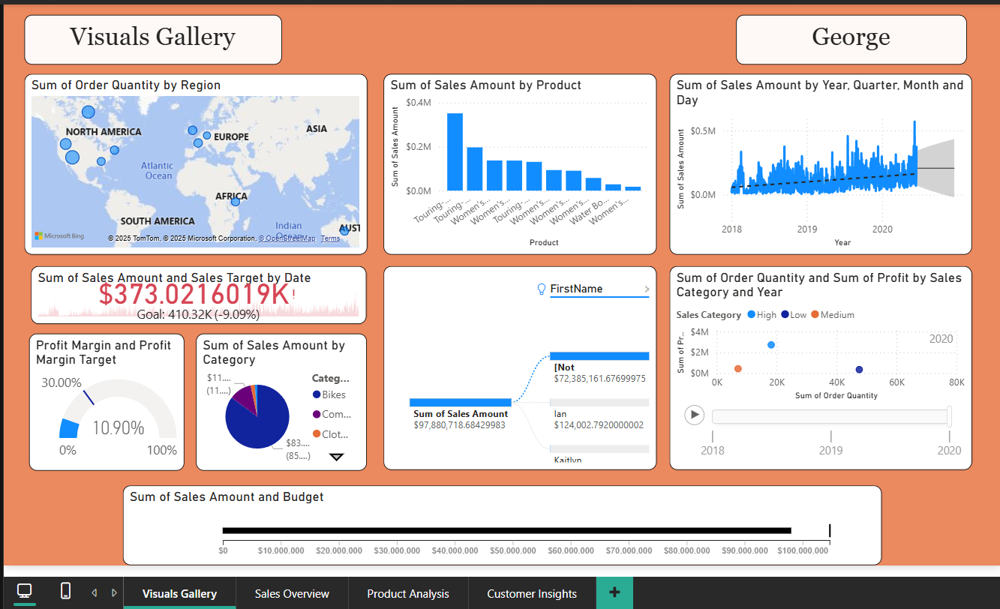 Visuals Gallery
George
Sum of Order Quantity by Region
NORTH AMERICA
EUROPE
ASIA
Atlantic
Ocean
AFRICA
SOUTH AMERICA
Indian
Ocean
AUST
Microsoft Bing
© 2025 TomTom, © 2025 Microsoft Corporation, © OpenStreetMap Terms
Sum of Sales Amount by Product
Sum of Sales Amount
$0.4M
$0.2M
$0.0M
Touring-...
Touring-...
Women's...
Women's...
Touring-...
Women's...
Women's...
Women's...
Water Bo...
Women's...
Product
Sum of Sales Amount by Year, Quarter, Month and
Day
Sum of Sales Amount
$0.5M
$0.0M
2018 2019 2020
Year
Sum of Sales Amount and Sales Target by Date
$373.0216019K!
Goal: 410.32K (-9.09%)
Profit Margin and Profit
Margin Target
30.00%
10.90%
0% 100%
Sum of Sales Amount by
Category
$11....
(11....)
$83....
(85....)
Categ...
Bikes
Com...
Clot...
FirstName
[Not
$72,385,161.67699975
Sum of Sales Amount
$97,880,718.68429983
Ian
$124,002.7920000002
Kaitlyn
Sum of Order Quantity and Sum of Profit by Sales
Category and Year
Sales Category High Low Medium
Sum of Pr...
$4M
$2M
$0M
2020
0K 20K 40K 60K 80K
Sum of Order Quantity
2018 2019 2020
Sum of Sales Amount and Budget
$0 $10.000.000 $20.000.000 $30.000.000 $40.000.000 $50.000.000 $60.000.000 $70.000.000 $80.000.000 $90.000.000 $100.000.000
Visuals Gallery
Sales Overview
Product Analysis
Customer Insights
+